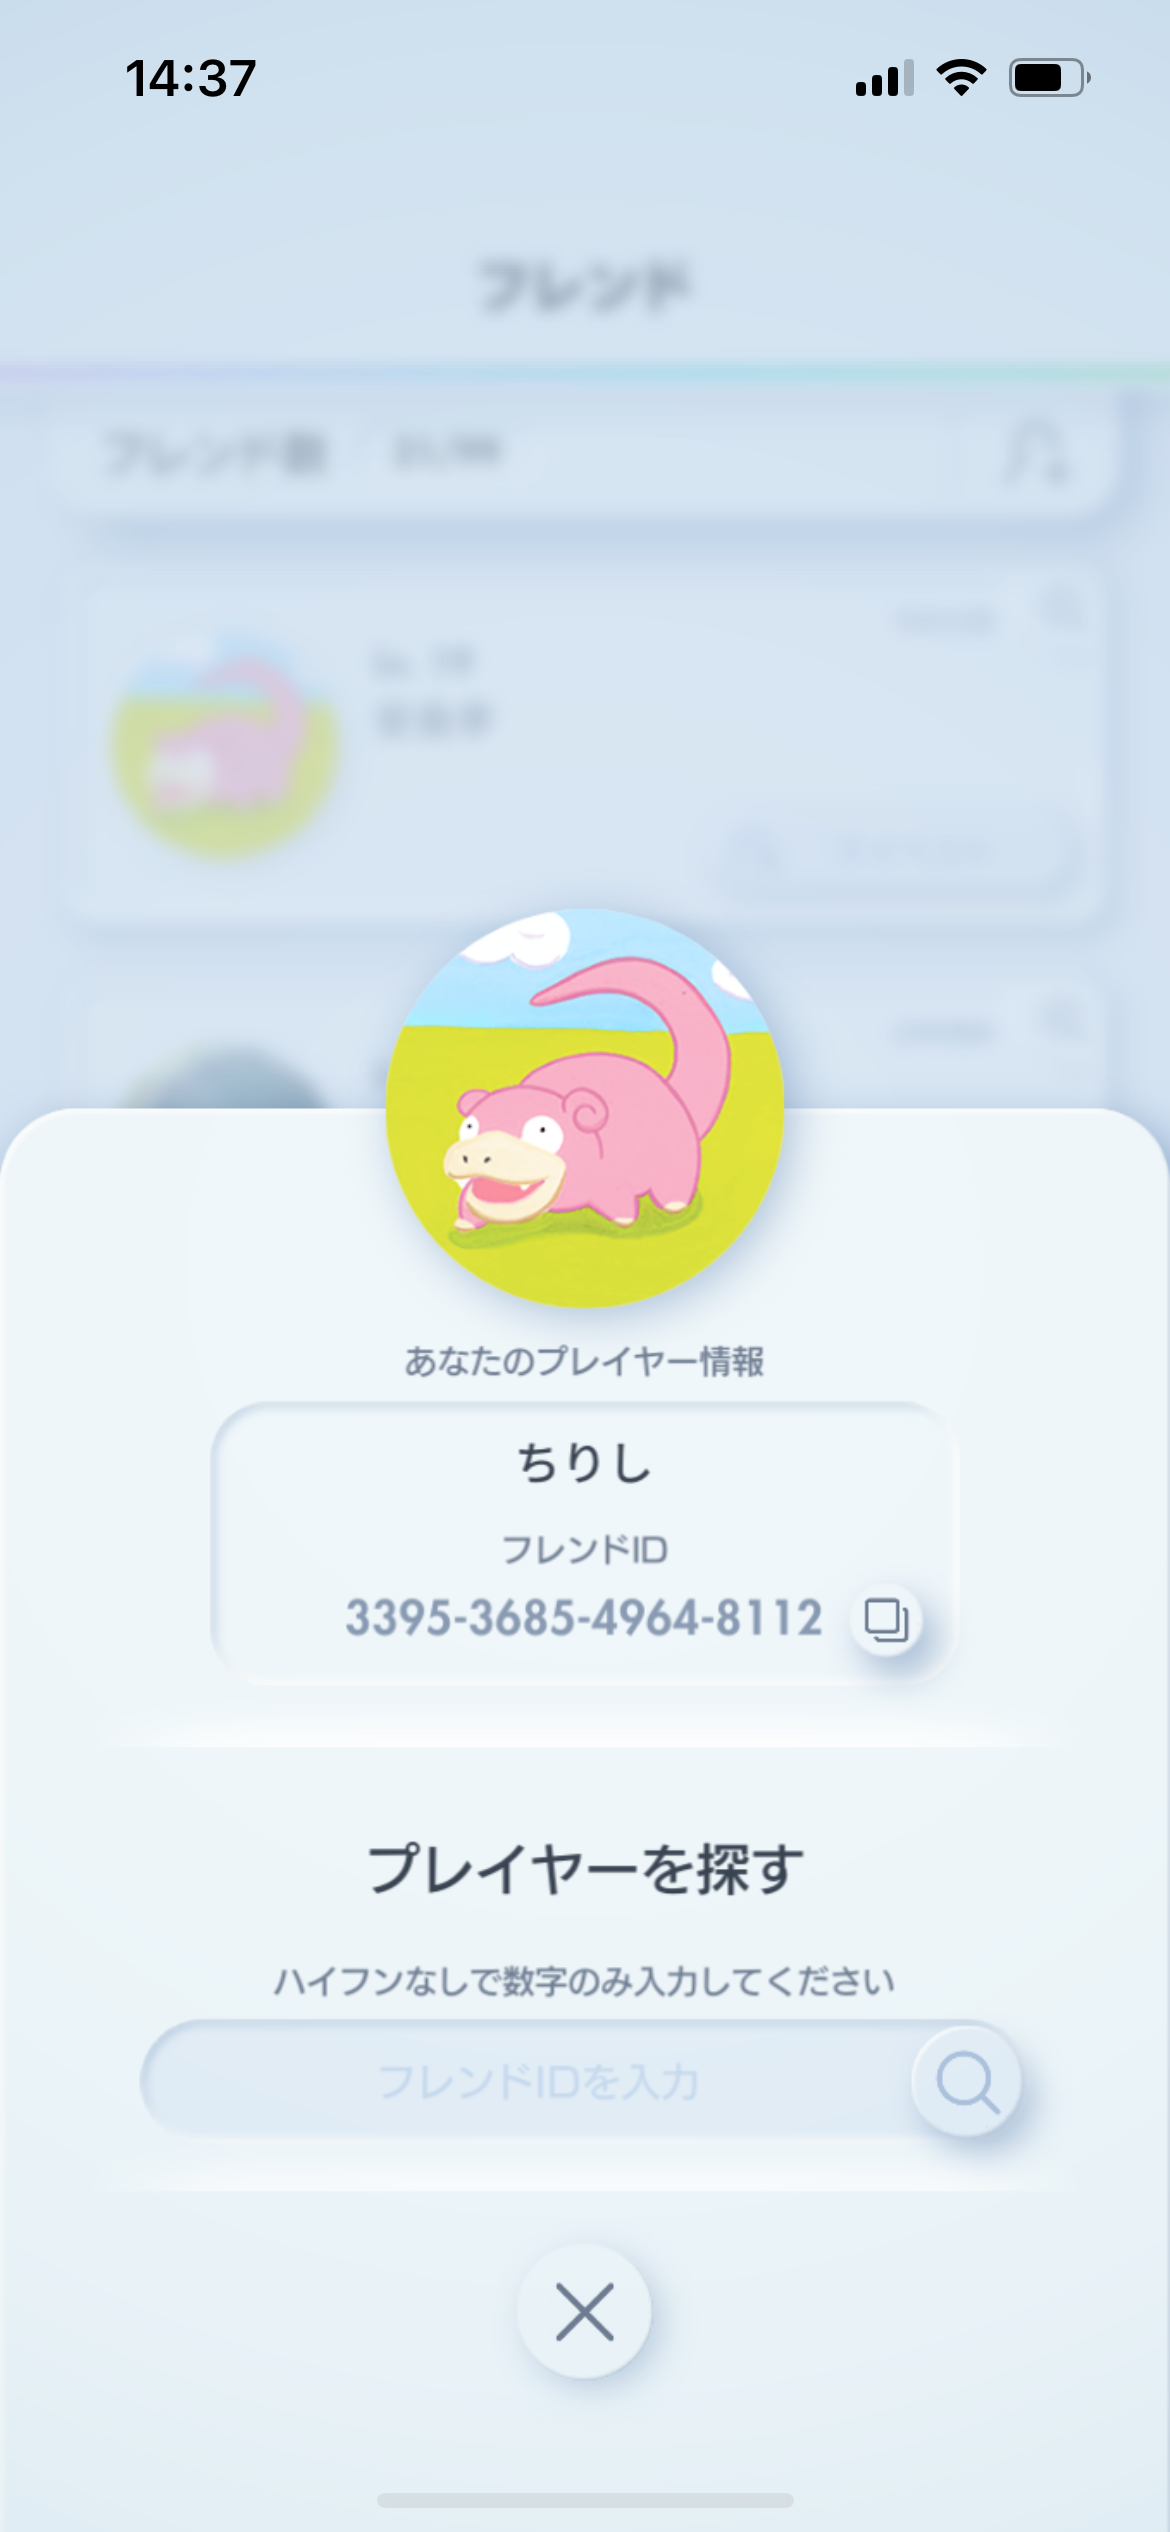 14:37
フレンド
フレンド数
あなたのプレイヤー情報
ちりし
フレンドID
3395-3685-4964-8112
プレイヤーを探す
ハイフンなしで数字のみ入力してください
フレンドIDを入力